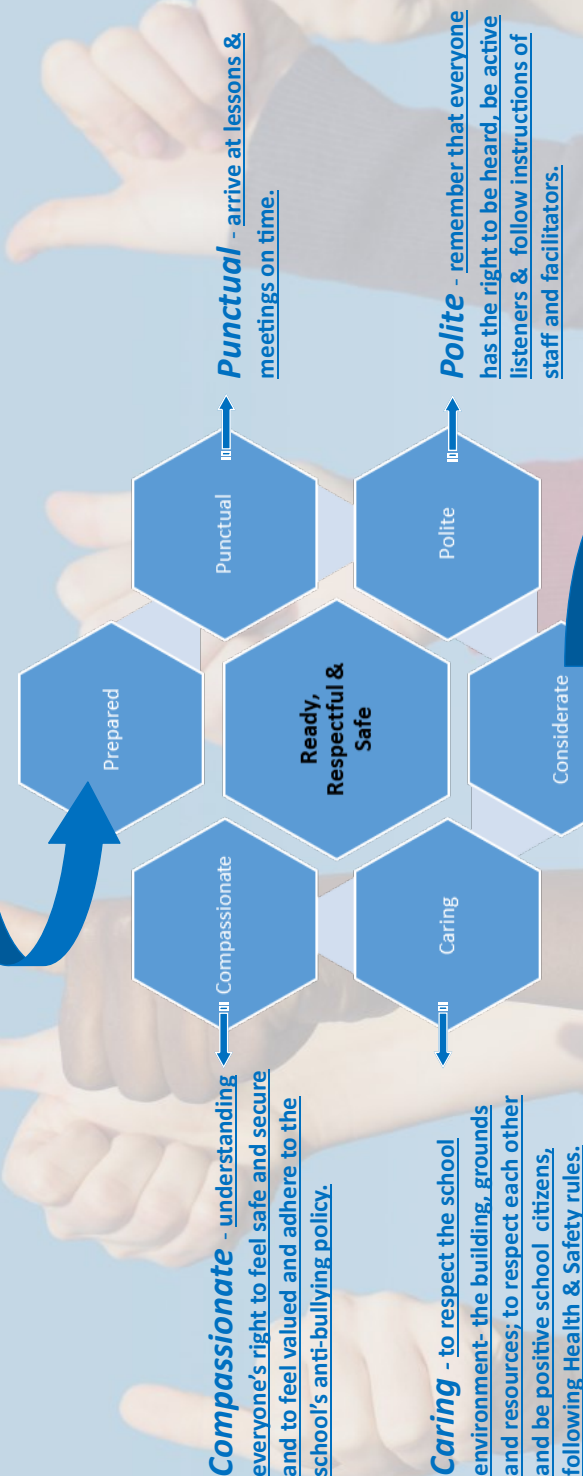 Prepared
Compassionate
Punctual
Ready,
Respectful &
Safe
Caring
Polite
Considerate
Compassionate - understanding
everyone's right to feel safe and secure
and to feel valued and adhere to the
school's anti-bullying policy.
Punctual - arrive at lessons &
meetings on time.
Caring - to respect the school
environment- the building, grounds
and resources; to respect each other
and be positive school citizens,
following Health & Safety rules.
Polite - remember that everyone
has the right to be heard, be active
listeners & follow instructions of
staff and facilitators.